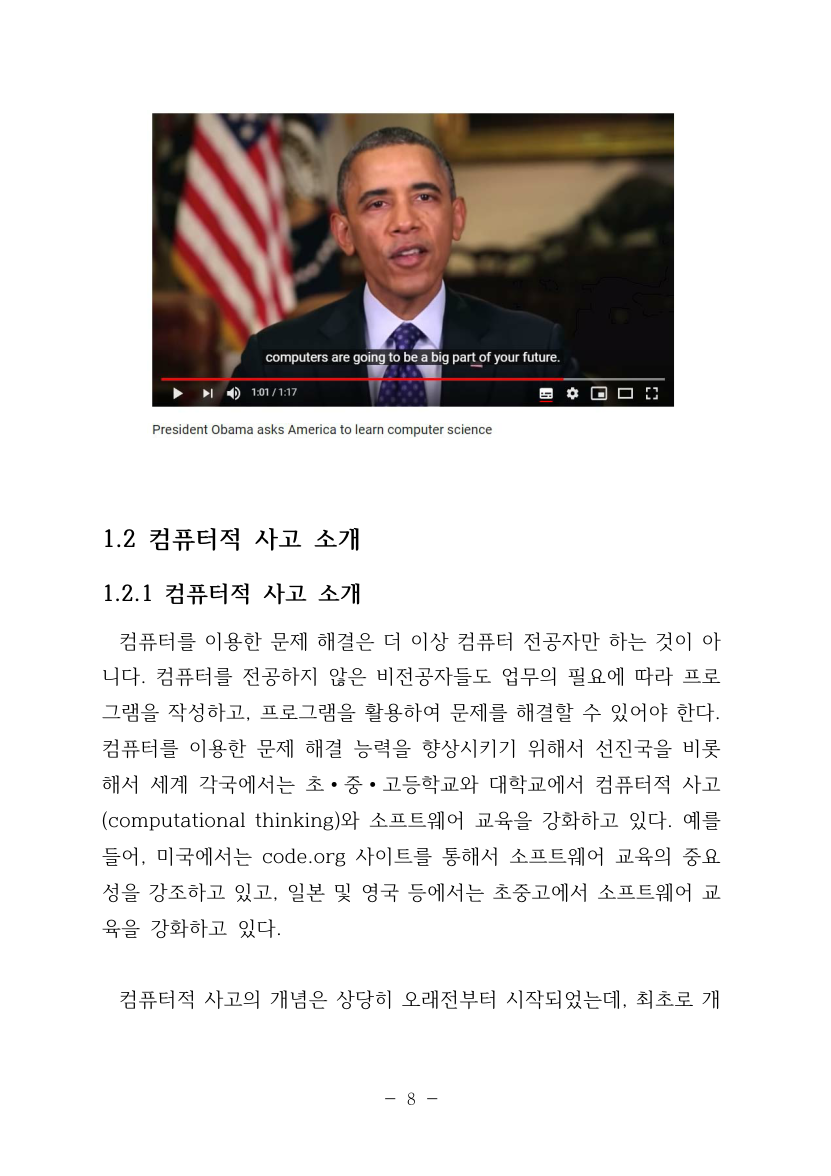 computers are going to be a big part of your future.
1:01 / 1:17
President Obama asks America to learn computer science
1.2 컴퓨터적 사고 소개
1.2.1 컴퓨터적 사고 소개
컴퓨터를 이용한 문제 해결은 더 이상 컴퓨터 전공자만 하는 것이 아
니다. 컴퓨터를 전공하지 않은 비전공자들도 업무의 필요에 따라 프로
그램을 작성하고, 프로그램을 활용하여 문제를 해결할 수 있어야 한다.
컴퓨터를 이용한 문제 해결 능력을 향상시키기 위해서 선진국을 비롯
해서 세계 각국에서는 초•중•고등학교와 대학교에서 컴퓨터적 사고
(computational thinking)와 소프트웨어 교육을 강화하고 있다. 예를
들어, 미국에서는 code.org 사이트를 통해서 소프트웨어 교육의 중요
성을 강조하고 있고, 일본 및 영국 등에서는 초중고에서 소프트웨어 교
육을 강화하고 있다.
컴퓨터적 사고의 개념은 상당히 오래전부터 시작되었는데, 최초로 개
- 8 -